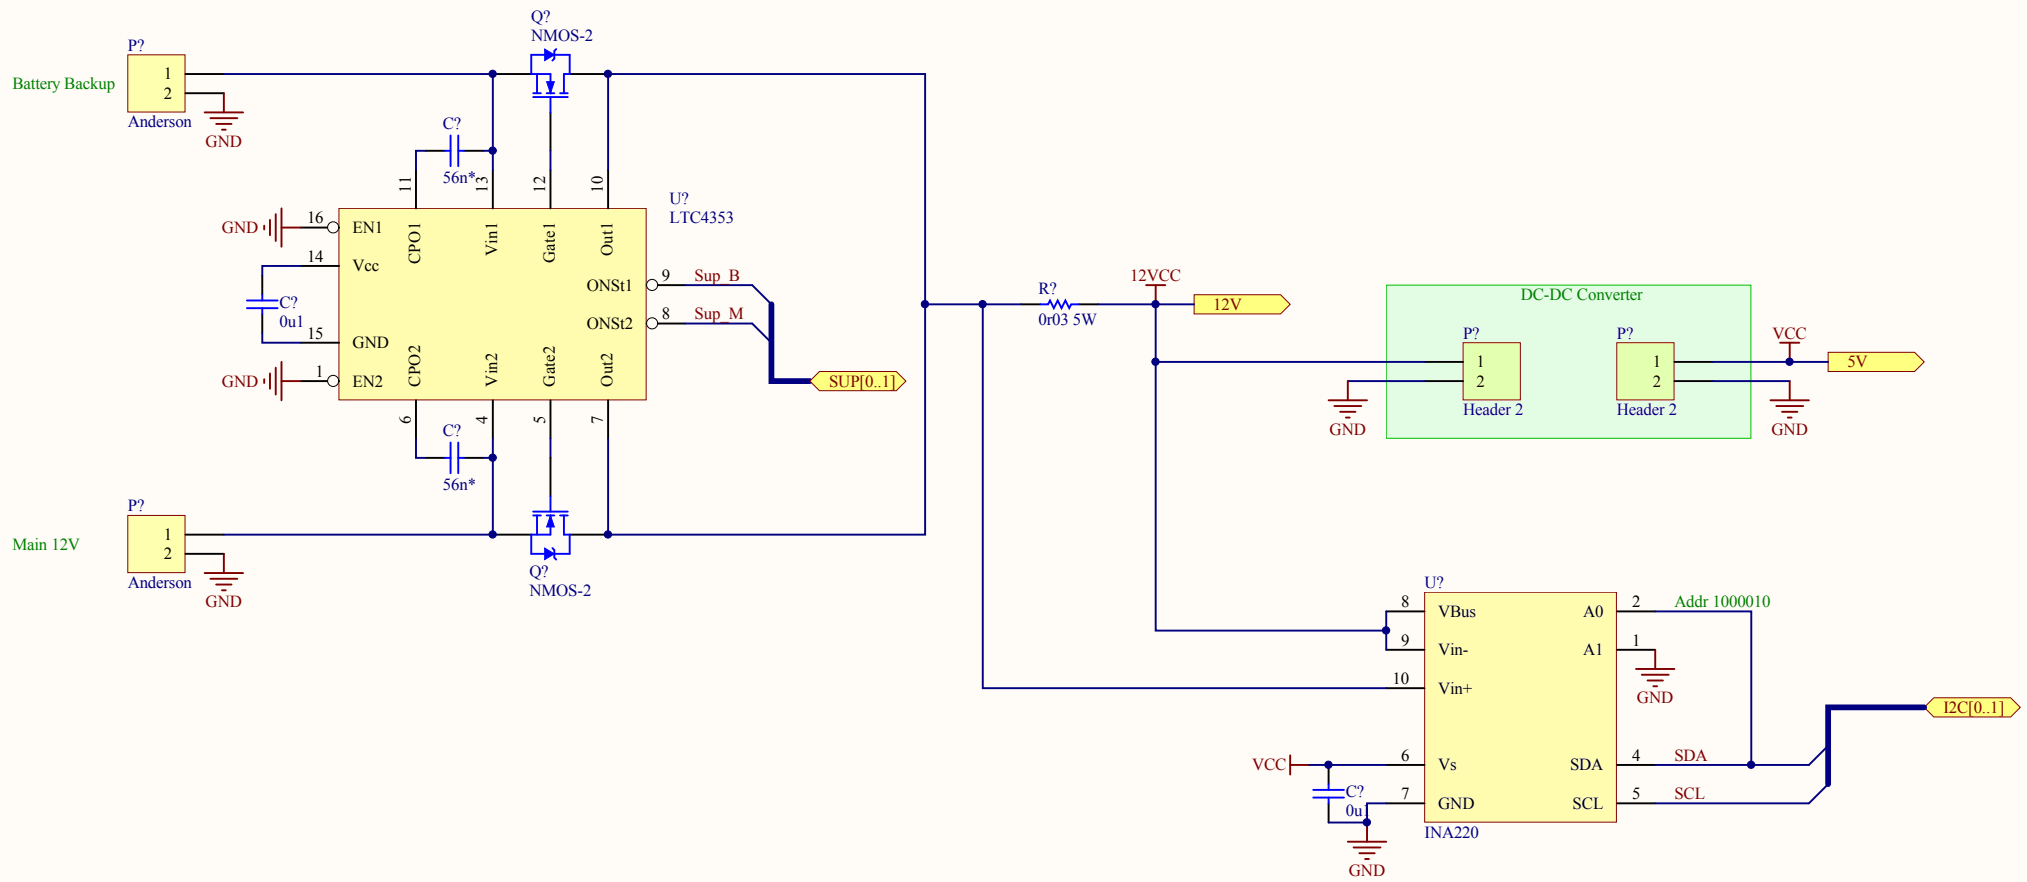 Q?
NMOS-2
P?
1
2
Battery Backup
Anderson
GND
C?
56n*
11
13
12
10
U?
LTC4353
GND
16
EN1
CPO1
Vin1
Gate1
Out1
14
Vcc
C?
0u1
15
GND
GND
1
EN2
CPO2
Vin2
Gate2
Out2
ONSt1
9
Sup_B
ONSt2
8
Sup_M
SUP[0..1]
6
4
5
7
C?
56n*
P?
1
2
Main 12V
Anderson
GND
Q?
NMOS-2
R?
0r03 5W
12VCC
12V
DC-DC Converter
P?
1
2
Header 2
GND
P?
1
2
Header 2
VCC
5V
GND
U?
8
VBus
9
Vin-
10
Vin+
6
Vs
7
GND
A0
2
Addr 1000010
A1
1
GND
SDA
4
SDA
SCL
5
SCL
I2C[0..1]
VCC
C?
0u1
GND
INA220